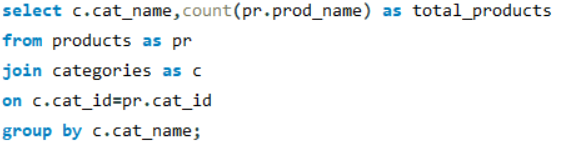 select c.cat_name,count(pr.prod_name) as total_products
from products as pr
join categories as c
on c.cat_id=pr.cat_id
group by c.cat_name;